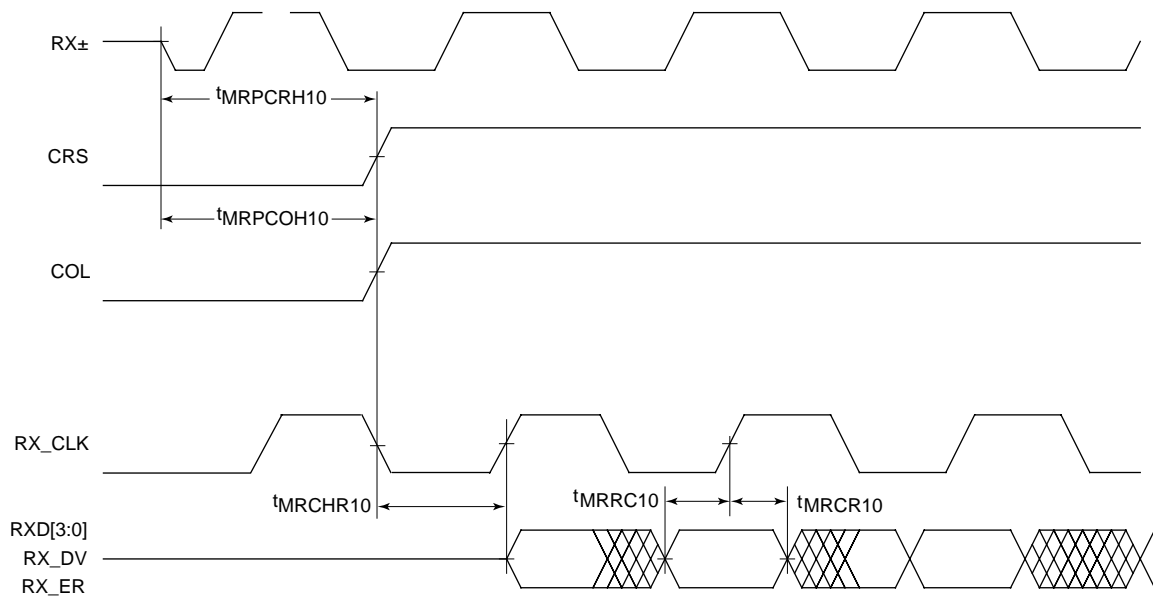 RX±
tMRPCRH10
CRS
tMRPCOH10
COL
RX_CLK
tMRCHR10
tMRRC10
tMRCR10
RXD[3:0]
RX_DV
RX_ER